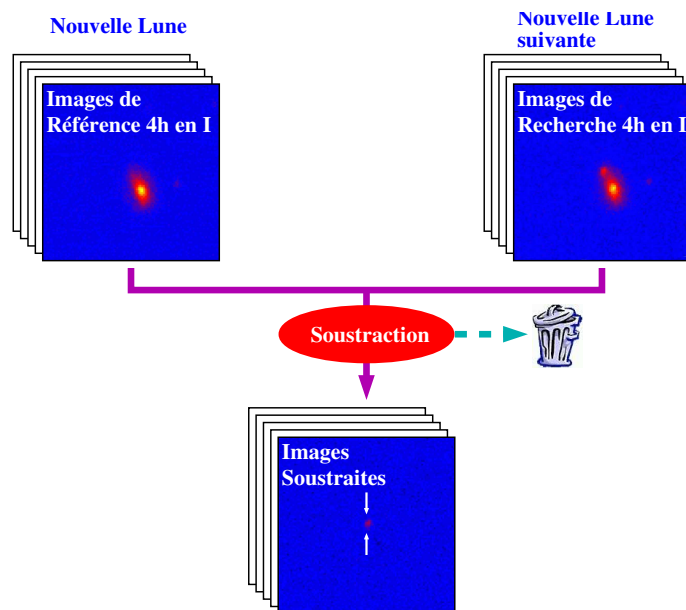 Nouvelle Lune
Nouvelle Lune
suivante
Images de
Référence 4h en I
Images de
Recherche 4h en I
Soustraction
Images
Soustraites